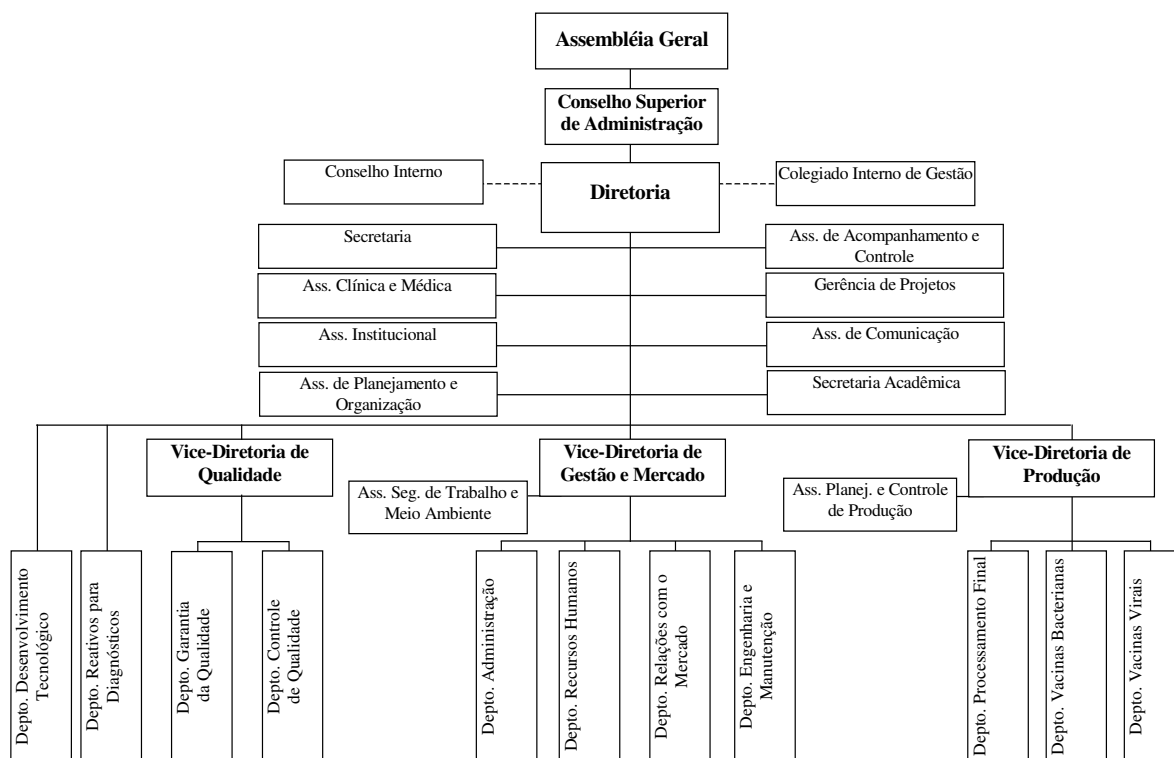 Assembléia Geral
Conselho Superior
de Administração
Conselho Interno
Diretoria
Colegiado Interno de Gestão
Secretaria
Ass. de Acompanhamento e
Controle
Ass. Clínica e Médica
Gerência de Projetos
Ass. Institucional
Ass. de Comunicação
Ass. de Planejamento e
Organização
Secretaria Acadêmica
Vice-Diretoria de
Qualidade
Vice-Diretoria de
Gestão e Mercado
Vice-Diretoria de
Produção
Ass. Seg. de Trabalho e
Meio Ambiente
Ass. Planej. e Controle
de Produção
Depto. Desenvolvimento
Tecnológico
Depto. Reativos para
Diagnósticos
Depto. Garantia
da Qualidade
Depto. Controle
de Qualidade
Depto. Administração
Depto. Recursos Humanos
Depto. Relações com o
Mercado
Depto. Engenharia e
Manutenção
Depto. Processamento Final
Depto. Vacinas Bacterianas
Depto. Vacinas Virais